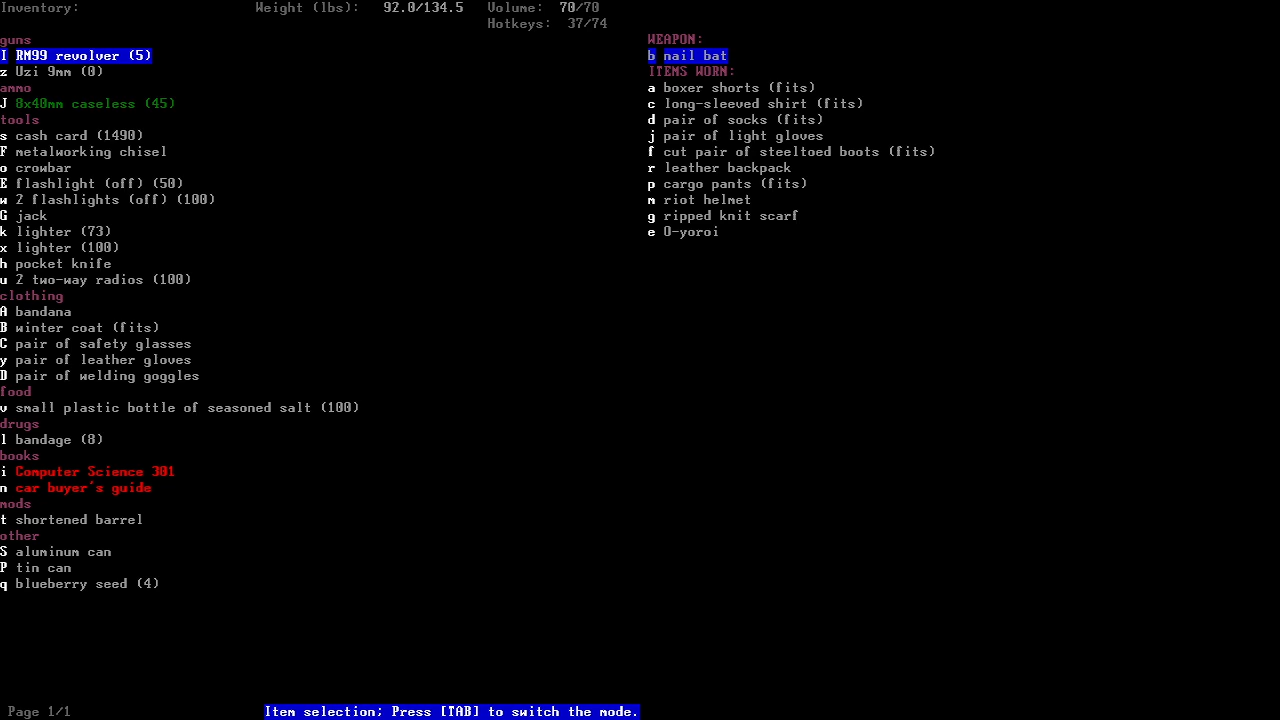 Inventory: Weight (lbs): 92.0/134.5 Volume: 70/70
Hotkeys: 37/74
guns
I RM99 revolver (5)
z Uzi 9mm (0)
ammo
J 8x40mm caseless (45)
tools
s cash card (1490)
F metalworking chisel
o crowbar
E flashlight (off) (50)
w 2 flashlights (off) (100)
G jack
k lighter (73)
x lighter (100)
h pocket knife
u 2 two-way radios (100)
clothing
A bandana
B winter coat (fits)
C pair of safety glasses
y pair of leather gloves
D pair of welding goggles
food
v small plastic bottle of seasoned salt (100)
drugs
l bandage (8)
books
i Computer Science 301
n car buyer's guide
mods
t shortened barrel
other
S aluminum can
P tin can
q blueberry seed (4)
WEAPON:
b nail bat
ITEMS WORN:
a boxer shorts (fits)
c long-sleeved shirt (fits)
d pair of socks (fits)
j pair of light gloves
f cut pair of steeltoed boots (fits)
r leather backpack
p cargo pants (fits)
m riot helmet
g ripped knit scarf
e O-yoroi
Page 1/1 Item selection; Press [TAB] to switch the mode.